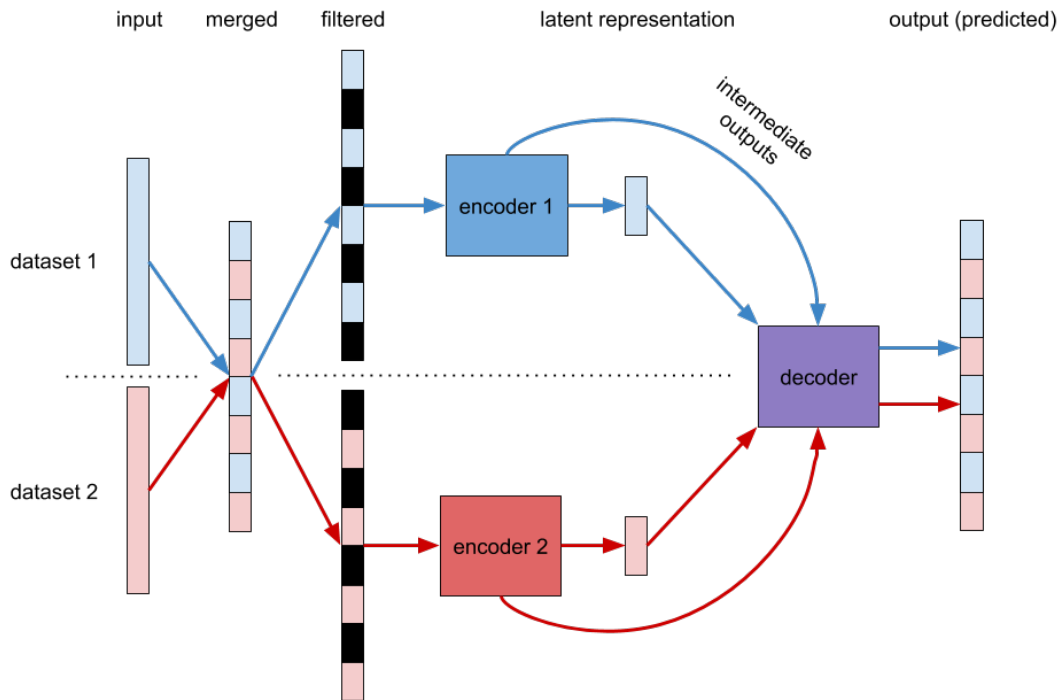 input
merged
filtered
latent representation
output (predicted)
intermediate
outputs
encoder 1
dataset 1
decoder
dataset 2
encoder 2